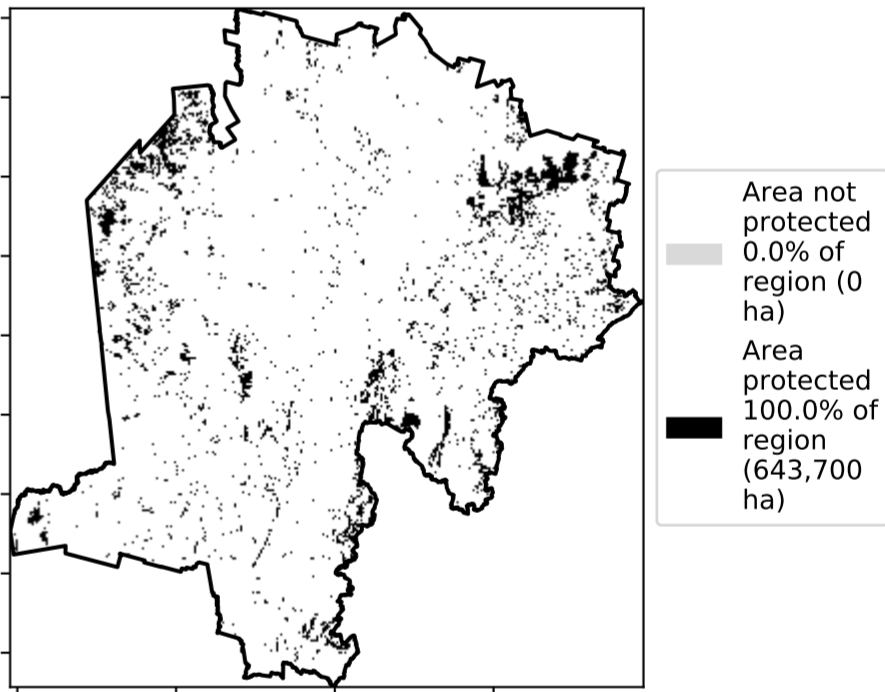 Area not
protected
0.0% of
region (0
ha)
Area
protected
100.0% of
region
(643,700
ha)